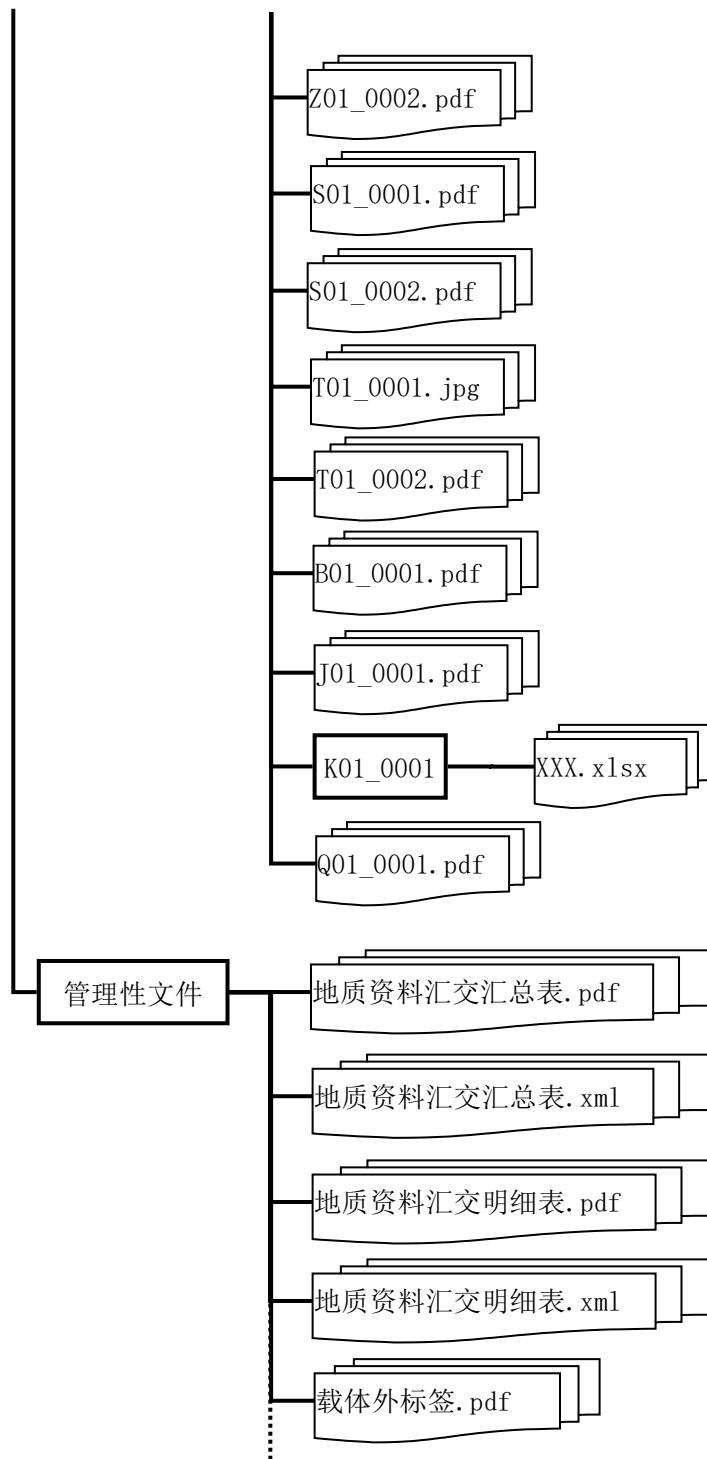 Z01_0002.pdf
S01_0001.pdf
S01_0002.pdf
T01_0001.jpg
T01_0002.pdf
B01_0001.pdf
J01_0001.pdf
K01_0001
XXX.xlsx
Q01_0001.pdf
管理性文件
地质资料汇交汇总表.pdf
地质资料汇交汇总表.xml
地质资料汇交明细表.pdf
地质资料汇交明细表.xml
载体外标签.pdf